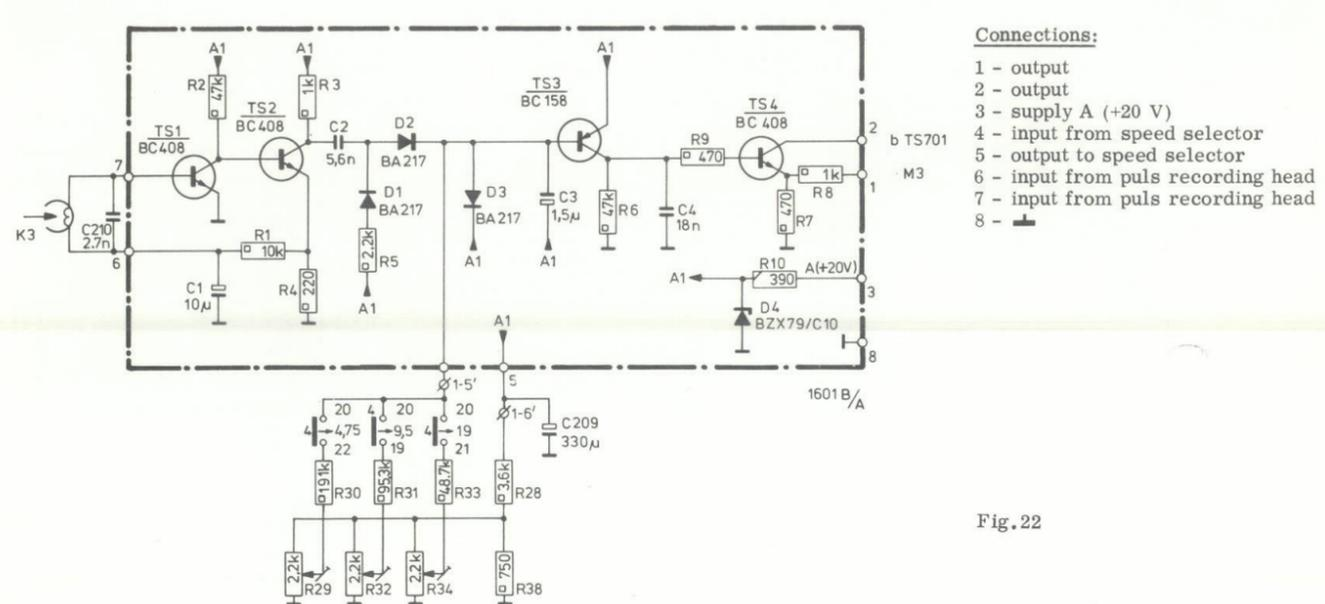 A1
A1
A1
R2
47k
1k
R3
TS1
BC408
TS2
BC408
C2
5,6n
D2
BA217
D1
BA217
R5
2.2k
A1
D3
BA217
A1
C3
1,5µ
A1
TS3
BC158
R6
47k
C4
18n
R9
470
TS4
BC408
R7
470
R8
1k
2
b TS701
1
M3
7
K3
C210
2.7n
6
R1
10k
C1
10µ
R4
220
A1
R10
390
A(+20V)
3
D4
BZX79/C10
8
A1
1-5'
5
1601 B/A
20
4
4,75
22
4
20
9,5
19
20
4
19
21
1-6'
C209
330µ
191k
R30
95,3k
R31
48.7k
R33
3.6k
R28
2.2k
R29
2.2k
R32
2.2k
R34
750
R38
Connections:
1 - output
2 - output
3 - supply A (+20 V)
4 - input from speed selector
5 - output to speed selector
6 - input from puls recording head
7 - input from puls recording head
8 -
Fig.22